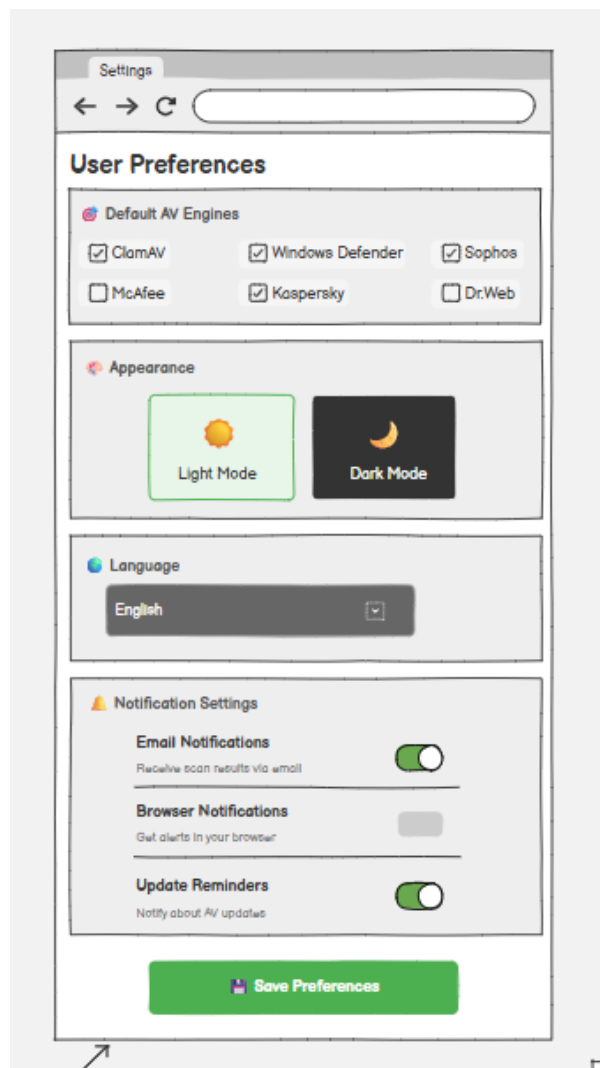 Settings
User Preferences
Default AV Engines
ClamAV Windows Defender Sophos
McAfee Kaspersky Dr.Web
Appearance
Light Mode Dark Mode
Language
English
Notification Settings
Email Notifications
Receive scan results via email
Browser Notifications
Get alerts in your browser
Update Reminders
Notify about AV updates
Save Preferences